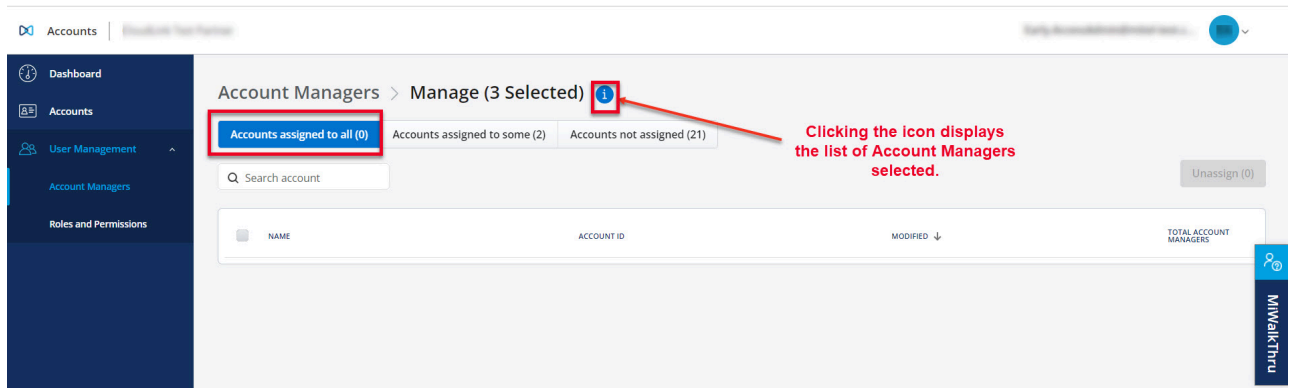 Accounts
Dashboard
Accounts
User Management
Account Managers
Roles and Permissions
Account Managers > Manage (3 Selected) i
Accounts assigned to all (0) Accounts assigned to some (2) Accounts not assigned (21)
Clicking the icon displays
the list of Account Managers
selected.
Search account
Unassign (0)
NAME ACCOUNT ID MODIFIED ↓ TOTAL ACCOUNT
MANAGERS
MiWalkThru